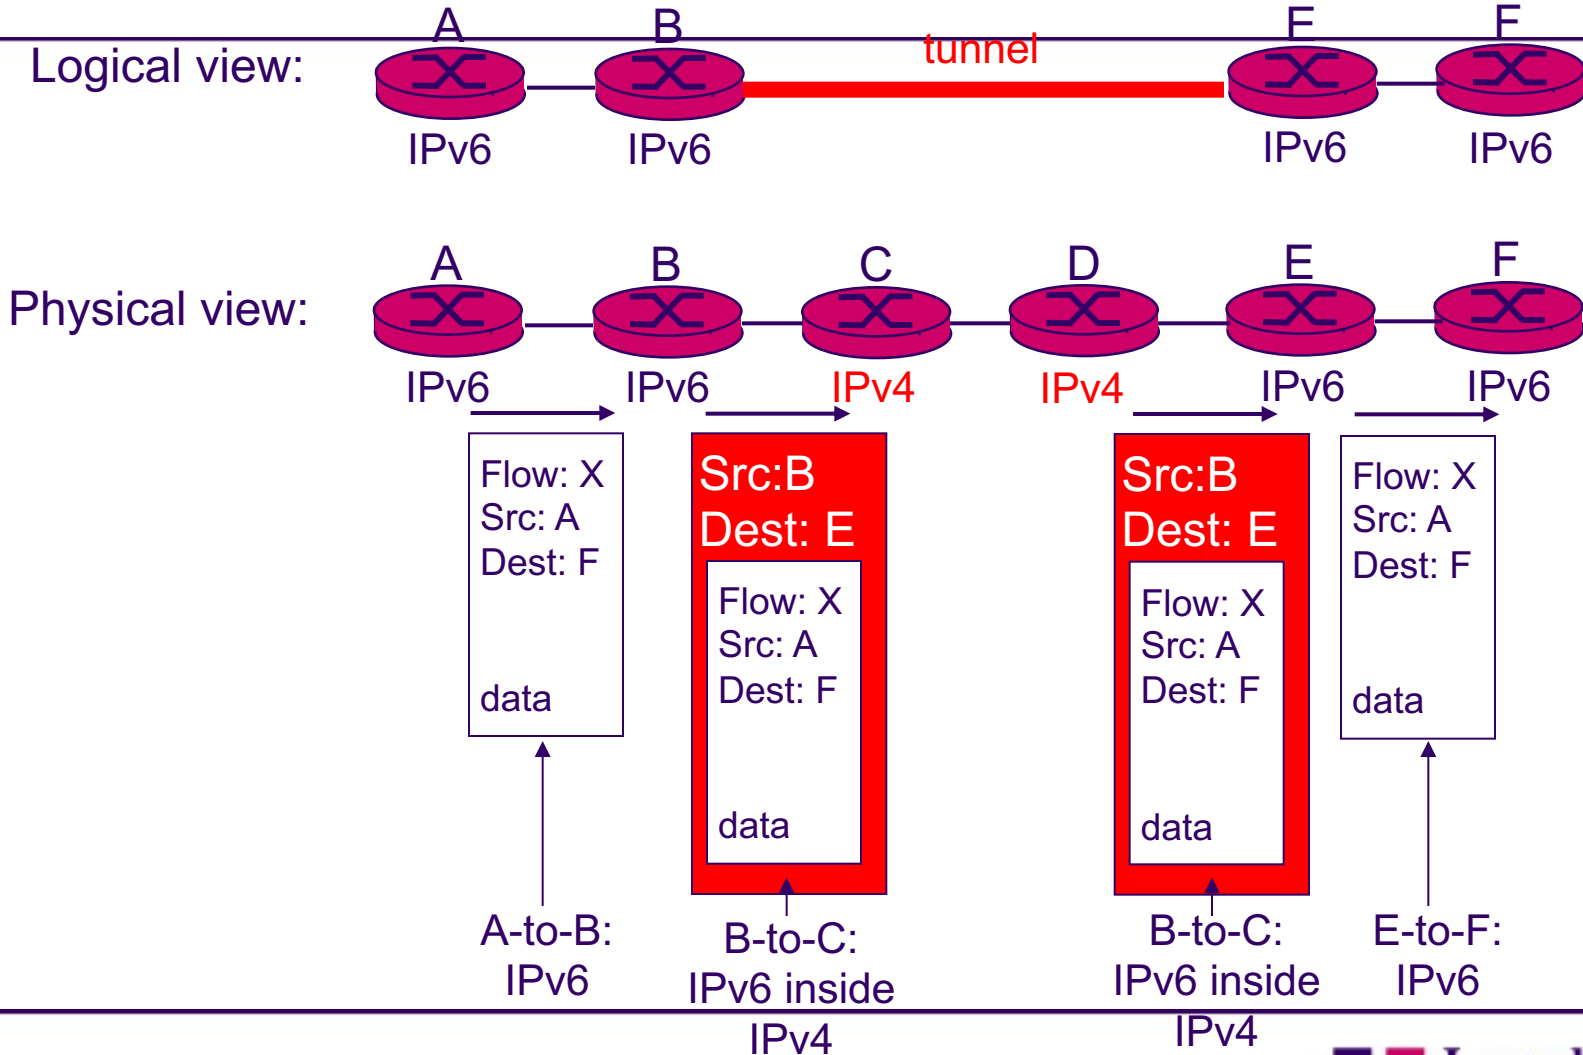 A B E F
Logical view:
tunnel
IPv6 IPv6 IPv6 IPv6
A B C D E F
Physical view:
IPv6 IPv6 IPv4 IPv4 IPv6 IPv6
Flow: X
Src: A
Dest: F
data
Src:B
Dest: E
Flow: X
Src: A
Dest: F
data
Src:B
Dest: E
Flow: X
Src: A
Dest: F
data
Flow: X
Src: A
Dest: F
data
A-to-B:
IPv6
B-to-C:
IPv6 inside
IPv4
B-to-C:
IPv6 inside
IPv4
E-to-F:
IPv6